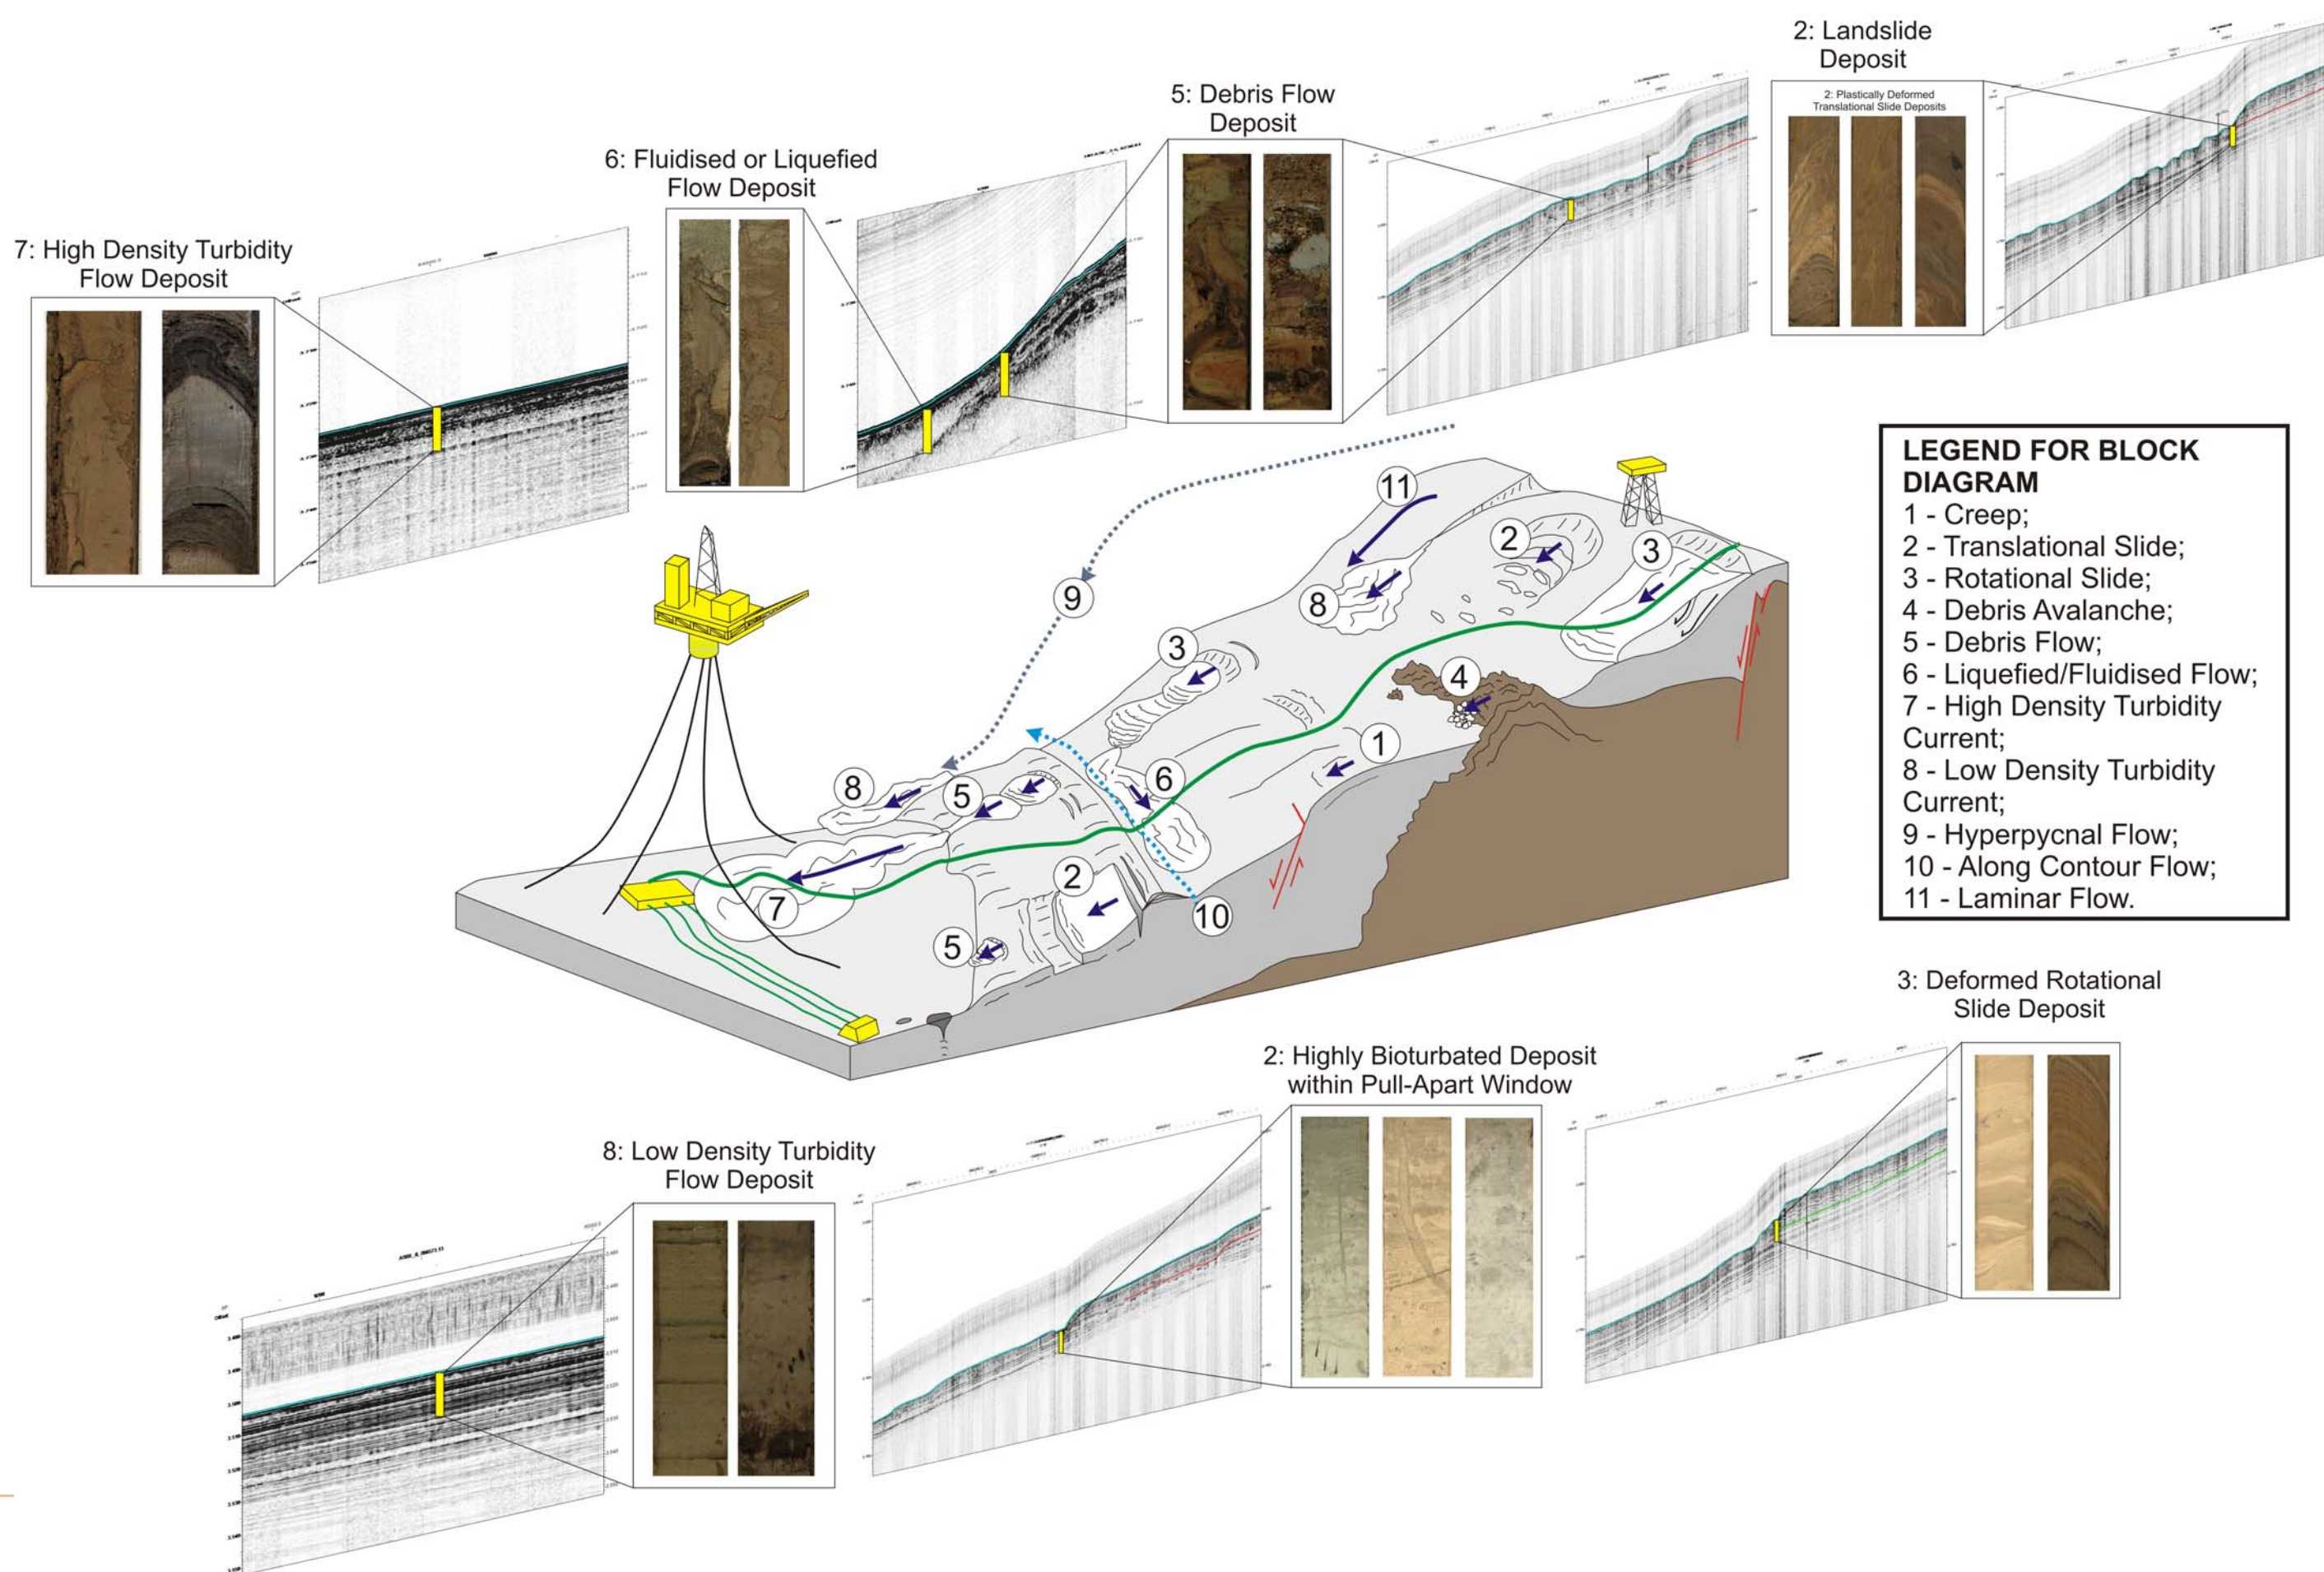 2: Landslide
Deposit
2: Plastically Deformed
Translational Slide Deposits
5: Debris Flow
Deposit
6: Fluidised or Liquefied
Flow Deposit
7: High Density Turbidity
Flow Deposit
LEGEND FOR BLOCK
DIAGRAM
1 - Creep;
2 - Translational Slide;
3 - Rotational Slide;
4 - Debris Avalanche;
5 - Debris Flow;
6 - Liquefied/Fluidised Flow;
7 - High Density Turbidity
Current;
8 - Low Density Turbidity
Current;
9 - Hyperpycnal Flow;
10 - Along Contour Flow;
11 - Laminar Flow.
11
2
3
8
9
3
4
1
6
8
5
2
7
10
5
3: Deformed Rotational
Slide Deposit
2: Highly Bioturbated Deposit
within Pull-Apart Window
8: Low Density Turbidity
Flow Deposit